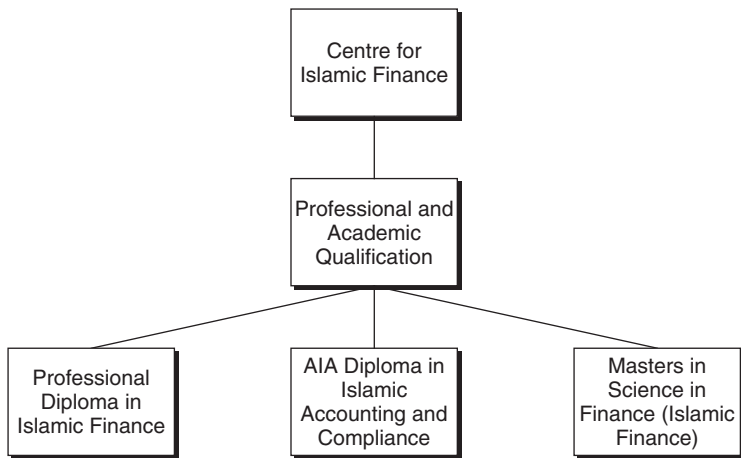 Centre for
Islamic Finance
Professional and
Academic
Qualification
Professional
Diploma in
Islamic Finance
AIA Diploma in
Islamic
Accounting and
Compliance
Masters in
Science in
Finance (Islamic
Finance)